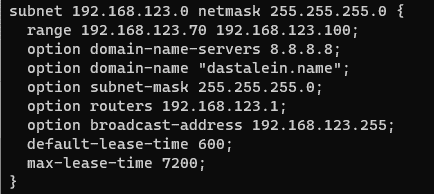 subnet 192.168.123.0 netmask 255.255.255.0 {
  range 192.168.123.70 192.168.123.100;
  option domain-name-servers 8.8.8.8;
  option domain-name "dastalein.name";
  option subnet-mask 255.255.255.0;
  option routers 192.168.123.1;
  option broadcast-address 192.168.123.255;
  default-lease-time 600;
  max-lease-time 7200;
}